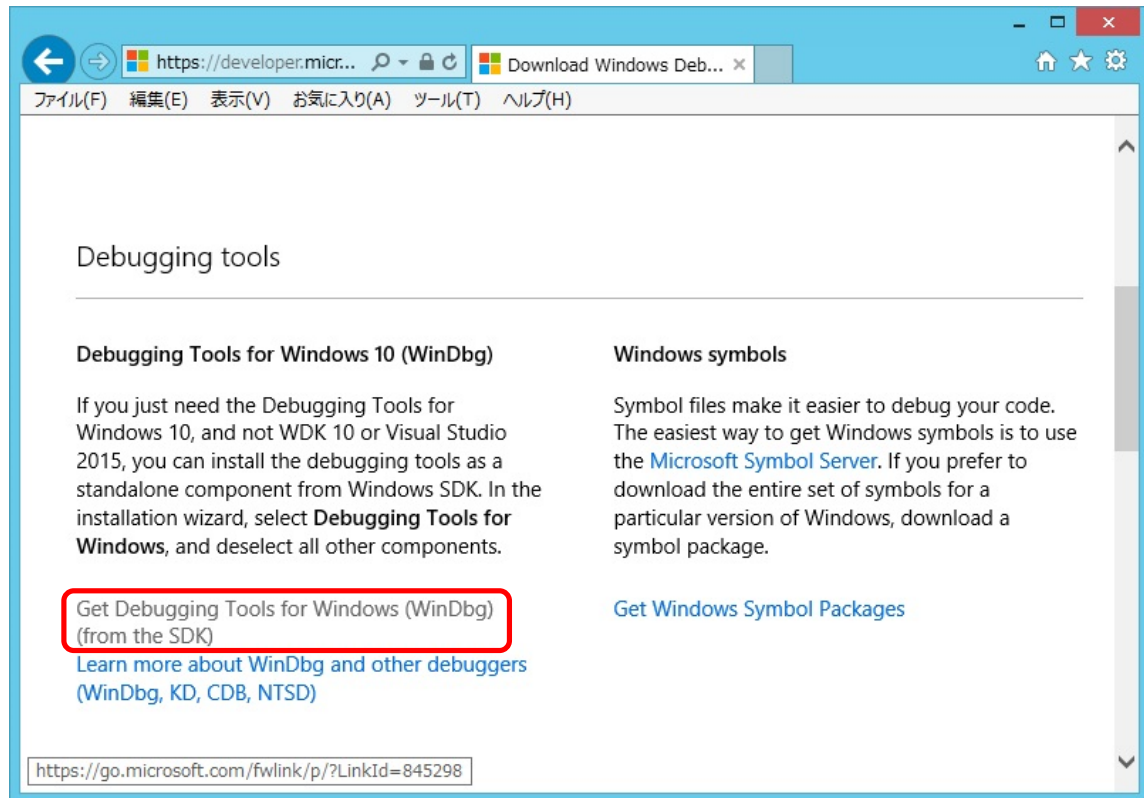 https://developer.micr...
Download Windows Deb...
ファイル(F) 編集(E) 表示(V) お気に入り(A) ツール(T) ヘルプ(H)
Debugging tools
Debugging Tools for Windows 10 (WinDbg)
If you just need the Debugging Tools for
Windows 10, and not WDK 10 or Visual Studio
2015, you can install the debugging tools as a
standalone component from Windows SDK. In the
installation wizard, select Debugging Tools for
Windows, and deselect all other components.
Get Debugging Tools for Windows (WinDbg)
(from the SDK)
Learn more about WinDbg and other debuggers
(WinDbg, KD, CDB, NTSD)
Windows symbols
Symbol files make it easier to debug your code.
The easiest way to get Windows symbols is to use
the Microsoft Symbol Server. If you prefer to
download the entire set of symbols for a
particular version of Windows, download a
symbol package.
Get Windows Symbol Packages
https://go.microsoft.com/fwlink/p/?LinkId=845298